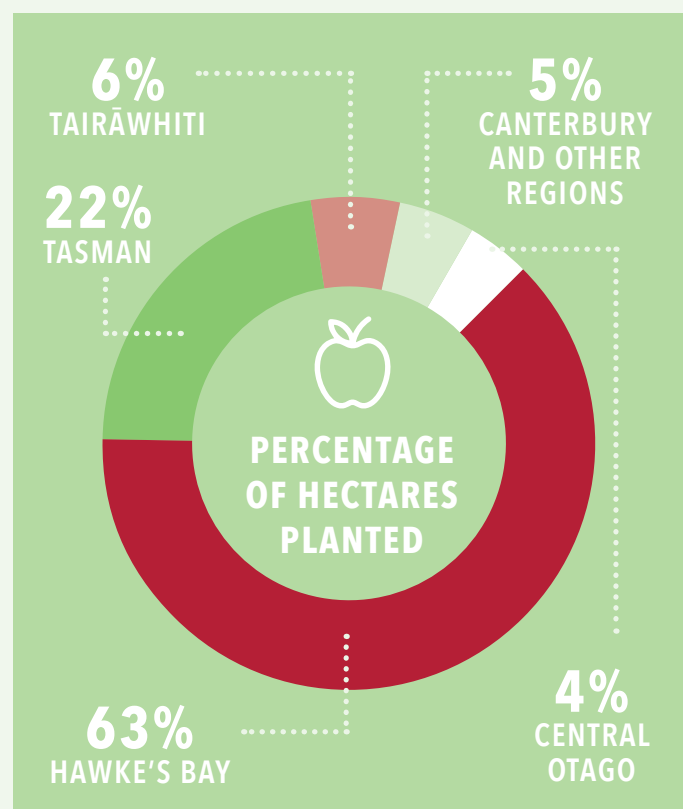 6%
TAIRĀWHITI
5%
CANTERBURY
AND OTHER
REGIONS
22%
TASMAN
PERCENTAGE
OF HECTARES
PLANTED
63%
HAWKE'S BAY
4%
CENTRAL
OTAGO